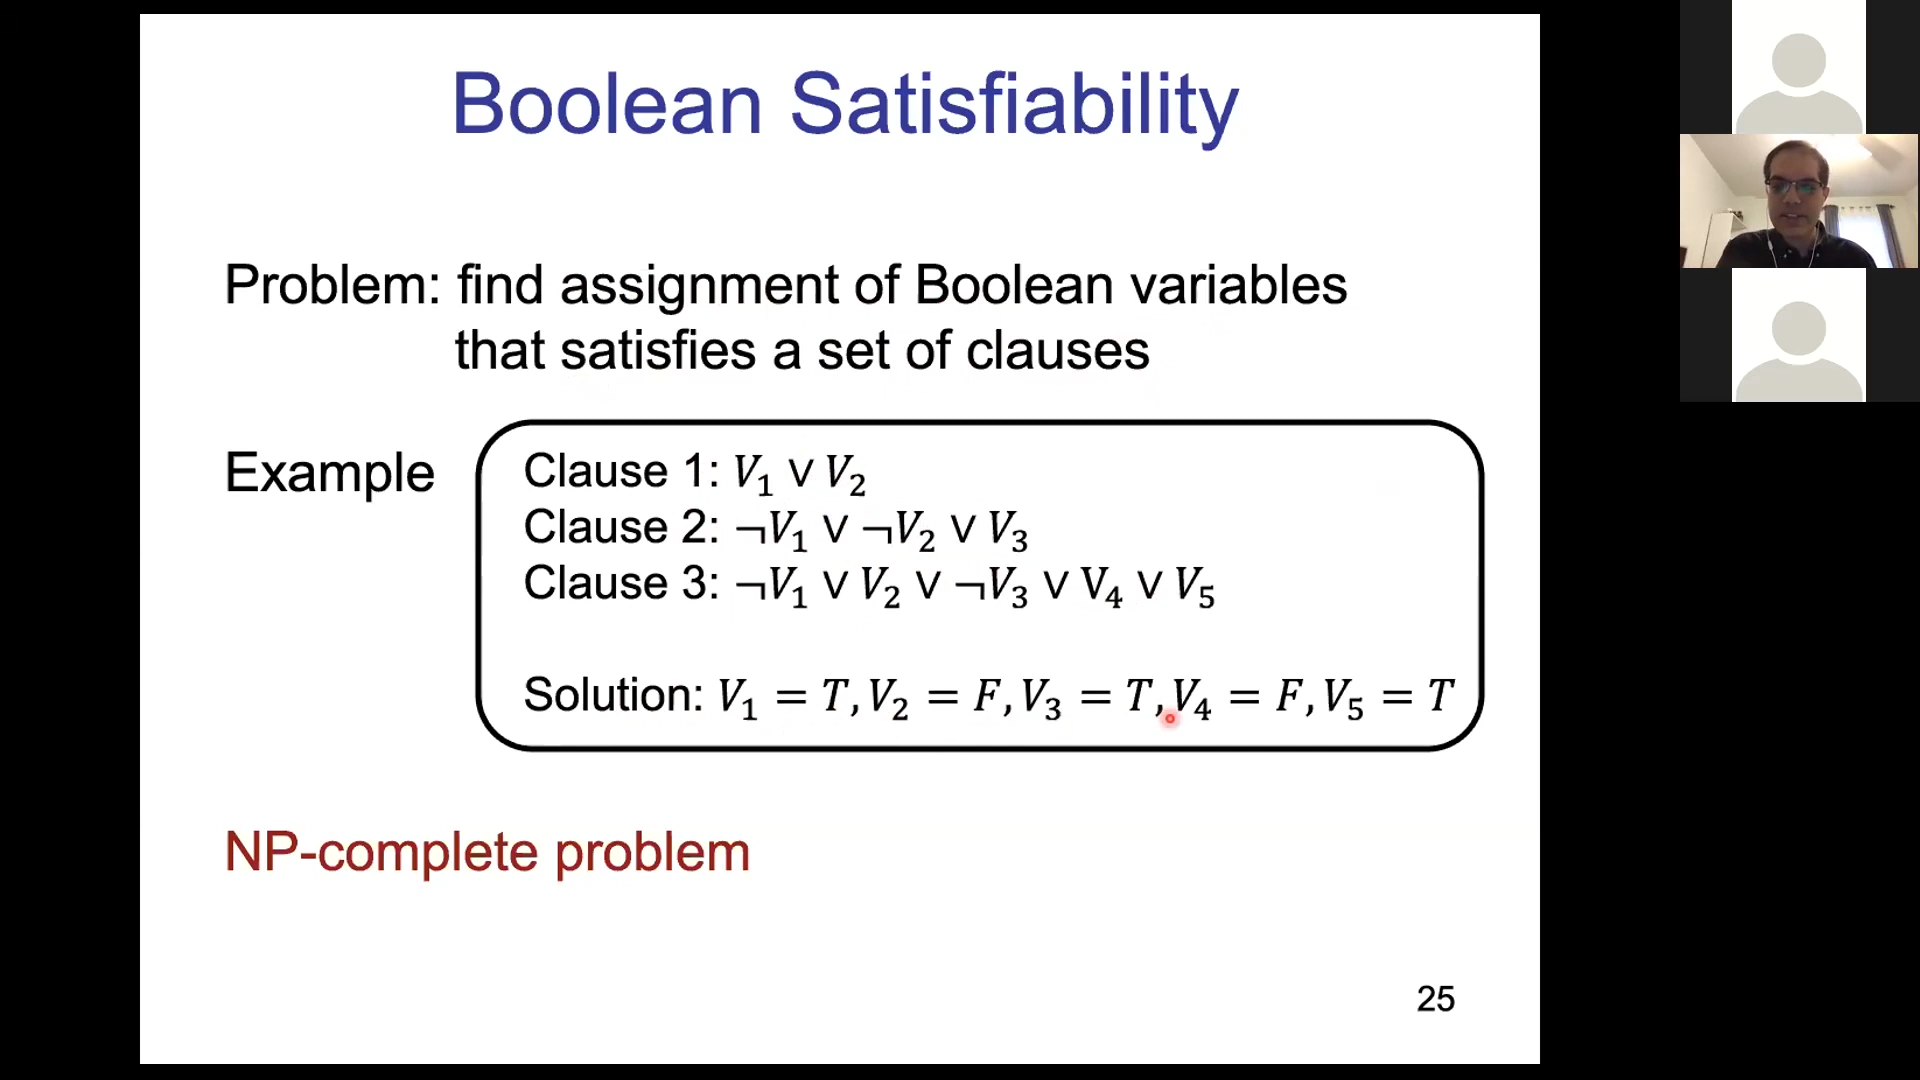 Boolean Satisfiability
Problem: find assignment of Boolean variables
that satisfies a set of clauses
Example
Clause 1: V₁ ∨ V₂
Clause 2: ¬V₁ ∨ ¬V₂ ∨ V₃
Clause 3: ¬V₁ ∨ V₂ ∨ ¬V₃ ∨ V₄ ∨ V₅
Solution: V₁ = T, V₂ = F, V₃ = T, V₄ = F, V₅ = T
NP-complete problem
25